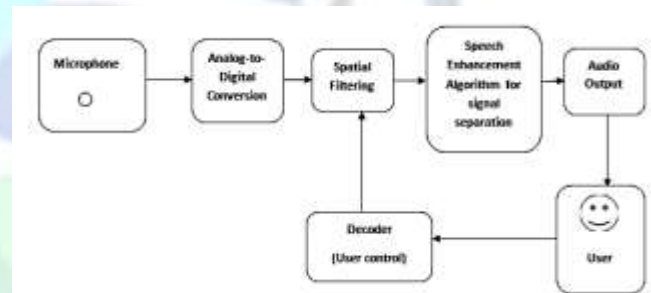 Microphone
Analog-to-
Digital
Conversion
Spatial
Filtering
Speech
Enhancement
Algorithm for
signal
separation
Audio
Output
Decoder
(User control)
User